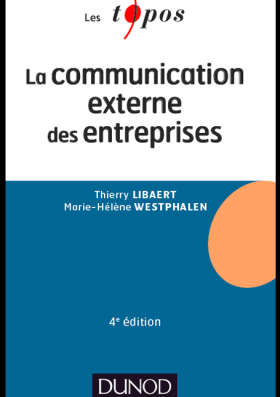 Les topos
La communication
externe
des entreprises
Thierry LIBAERT
Marie-Hélène WESTPHALEN
4e édition
DUNOD